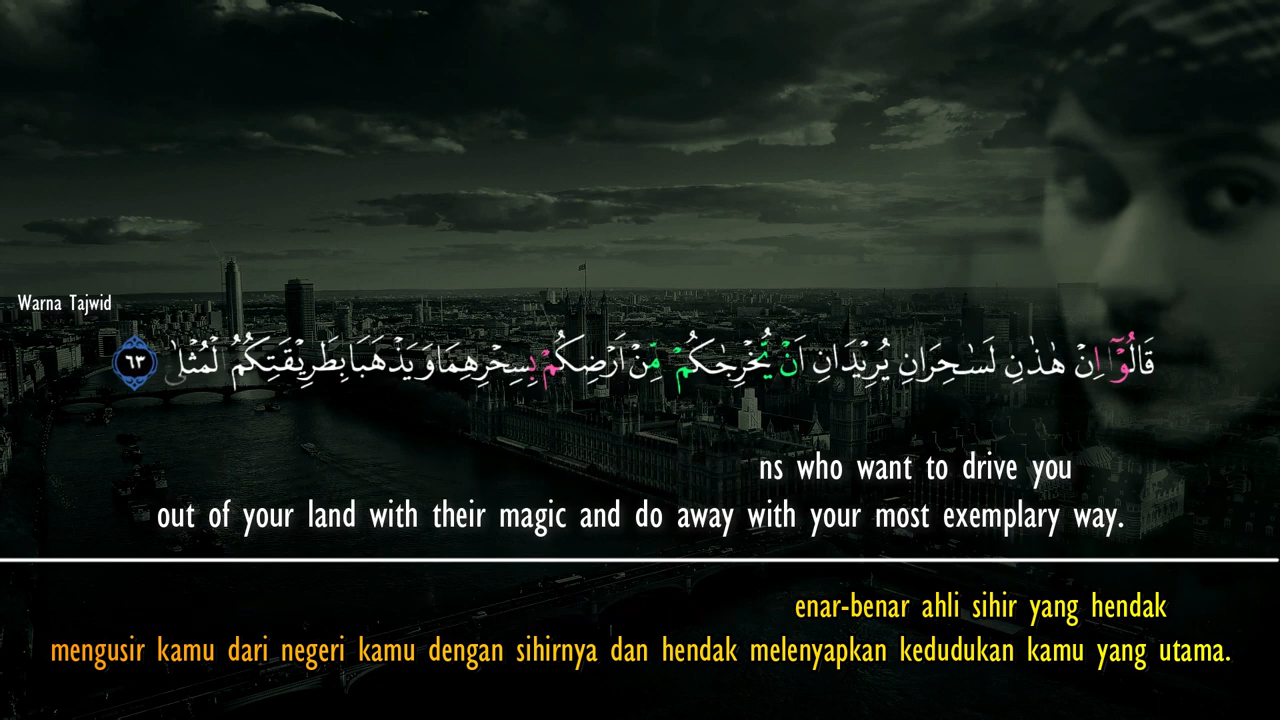 Warna Tajwid
قَالُوْٓا اِنْ هٰذٰنِ لَسٰحِرَانِ يُرِيْدَانِ اَنْ يُّخْرِجٰكُمْ مِّنْ اَرْضِكُمْ بِسِحْرِهِمَا وَيَذْهَبَا بِطَرِيْقَتِكُمُ لْمُثْلٰى ٦٣
ns who want to drive you
out of your land with their magic and do away with your most exemplary way.
enar-benar ahli sihir yang hendak
mengusir kamu dari negeri kamu dengan sihirnya dan hendak melenyapkan kedudukan kamu yang utama.